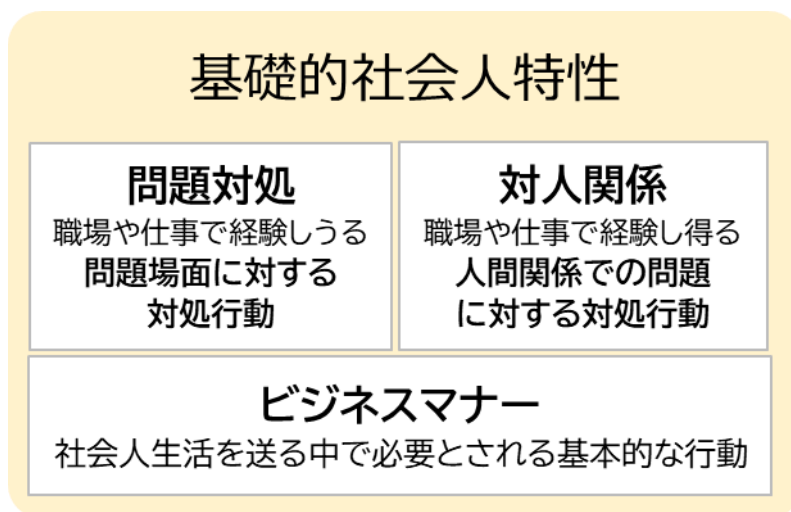 基礎的社会人特性
問題対処
職場や仕事で経験しうる
問題場面に対する
対処行動
対人関係
職場や仕事で経験し得る
人間関係での問題
に対する対処行動
ビジネスマナー
社会人生活を送る中で必要とされる基本的な行動